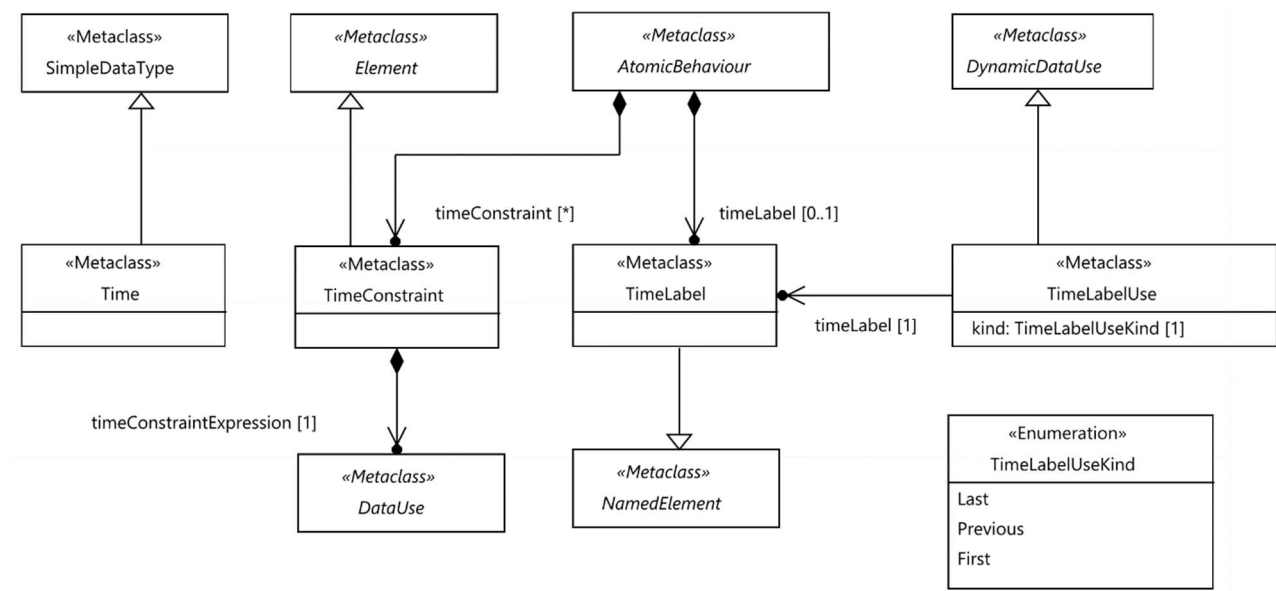 «Metaclass»
SimpleDataType
«Metaclass»
Element
«Metaclass»
AtomicBehaviour
«Metaclass»
DynamicDataUse
timeConstraint [*]
timeLabel [0..1]
«Metaclass»
Time
«Metaclass»
TimeConstraint
«Metaclass»
TimeLabel
«Metaclass»
TimeLabelUse
kind: TimeLabelUseKind [1]
timeLabel [1]
timeConstraintExpression [1]
«Metaclass»
DataUse
«Metaclass»
NamedElement
«Enumeration»
TimeLabelUseKind
Last
Previous
First